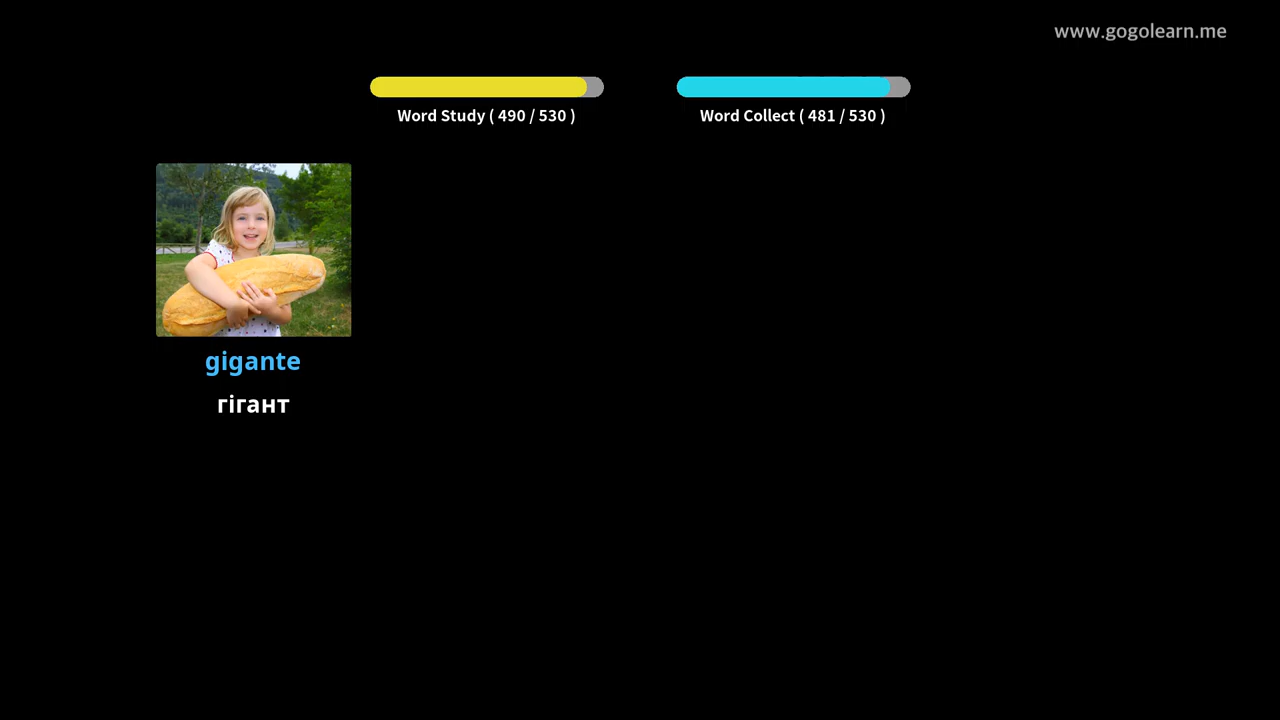 www.gogolearn.me
Word Study ( 490 / 530 )
Word Collect ( 481 / 530 )
gigante
гігант